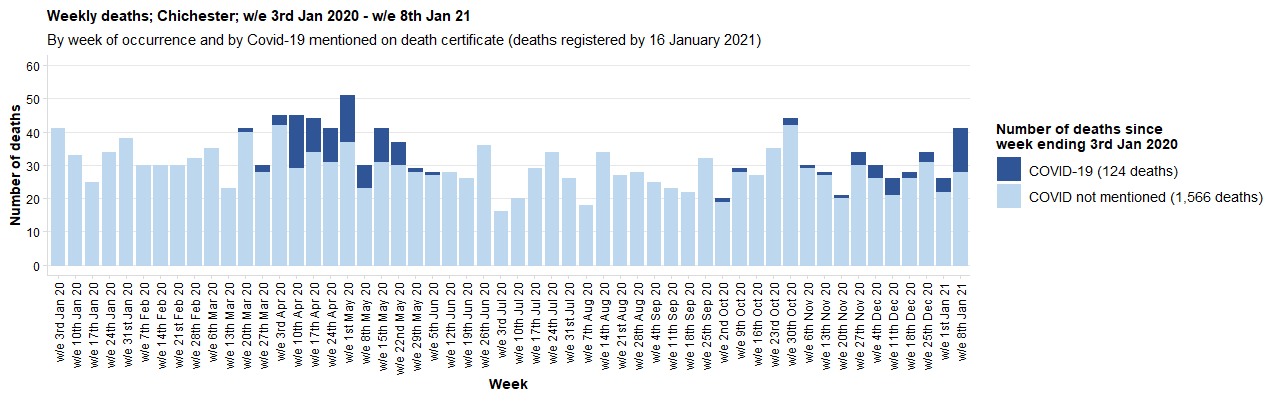 Weekly deaths; Chichester; w/e 3rd Jan 2020 - w/e 8th Jan 21
By week of occurrence and by Covid-19 mentioned on death certificate (deaths registered by 16 January 2021)
Number of deaths
60
50
40
30
20
10
0
w/e 3rd Jan 20
w/e 10th Jan 20
w/e 17th Jan 20
w/e 24th Jan 20
w/e 31st Jan 20
w/e 7th Feb 20
w/e 14th Feb 20
w/e 21st Feb 20
w/e 28th Feb 20
w/e 6th Mar 20
w/e 13th Mar 20
w/e 20th Mar 20
w/e 27th Mar 20
w/e 3rd Apr 20
w/e 10th Apr 20
w/e 17th Apr 20
w/e 24th Apr 20
w/e 1st May 20
w/e 8th May 20
w/e 15th May 20
w/e 22nd May 20
w/e 29th May 20
w/e 5th Jun 20
w/e 12th Jun 20
w/e 19th Jun 20
w/e 26th Jun 20
w/e 3rd Jul 20
w/e 10th Jul 20
w/e 17th Jul 20
w/e 24th Jul 20
w/e 31st Jul 20
w/e 7th Aug 20
w/e 14th Aug 20
w/e 21st Aug 20
w/e 28th Aug 20
w/e 4th Sep 20
w/e 11th Sep 20
w/e 18th Sep 20
w/e 25th Sep 20
w/e 2nd Oct 20
w/e 9th Oct 20
w/e 16th Oct 20
w/e 23rd Oct 20
w/e 30th Oct 20
w/e 6th Nov 20
w/e 13th Nov 20
w/e 20th Nov 20
w/e 27th Nov 20
w/e 4th Dec 20
w/e 11th Dec 20
w/e 18th Dec 20
w/e 25th Dec 20
w/e 1st Jan 21
w/e 8th Jan 21
Week
Number of deaths since
week ending 3rd Jan 2020
COVID-19 (124 deaths)
COVID not mentioned (1,566 deaths)